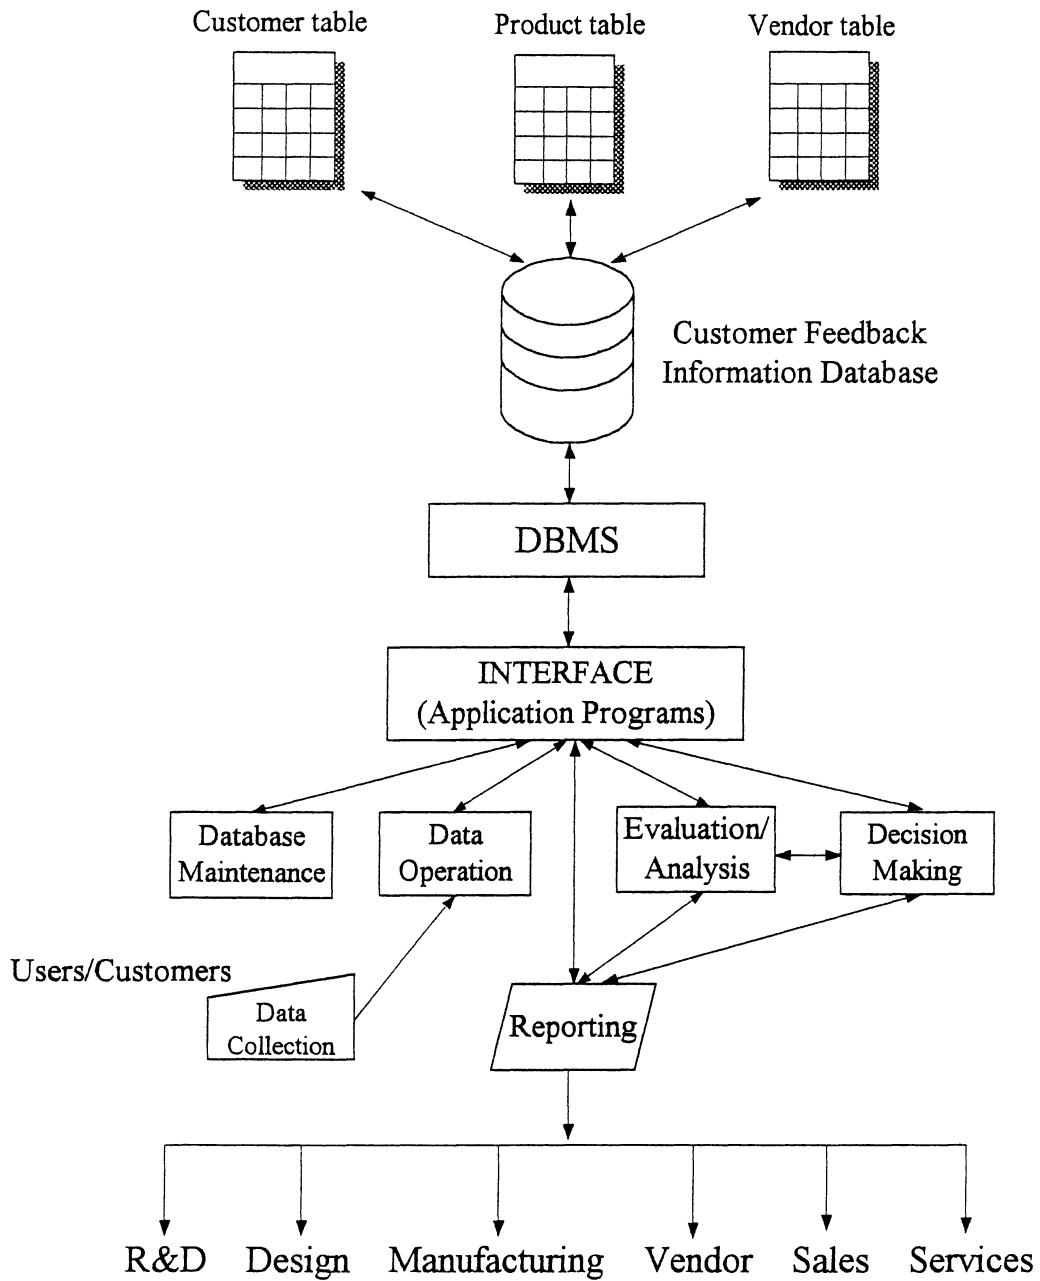 Customer table
Product table
Vendor table
Customer Feedback
Information Database
DBMS
INTERFACE
(Application Programs)
Database
Maintenance
Data
Operation
Evaluation/
Analysis
Decision
Making
Users/Customers
Data
Collection
Reporting
R&D
Design
Manufacturing
Vendor
Sales
Services